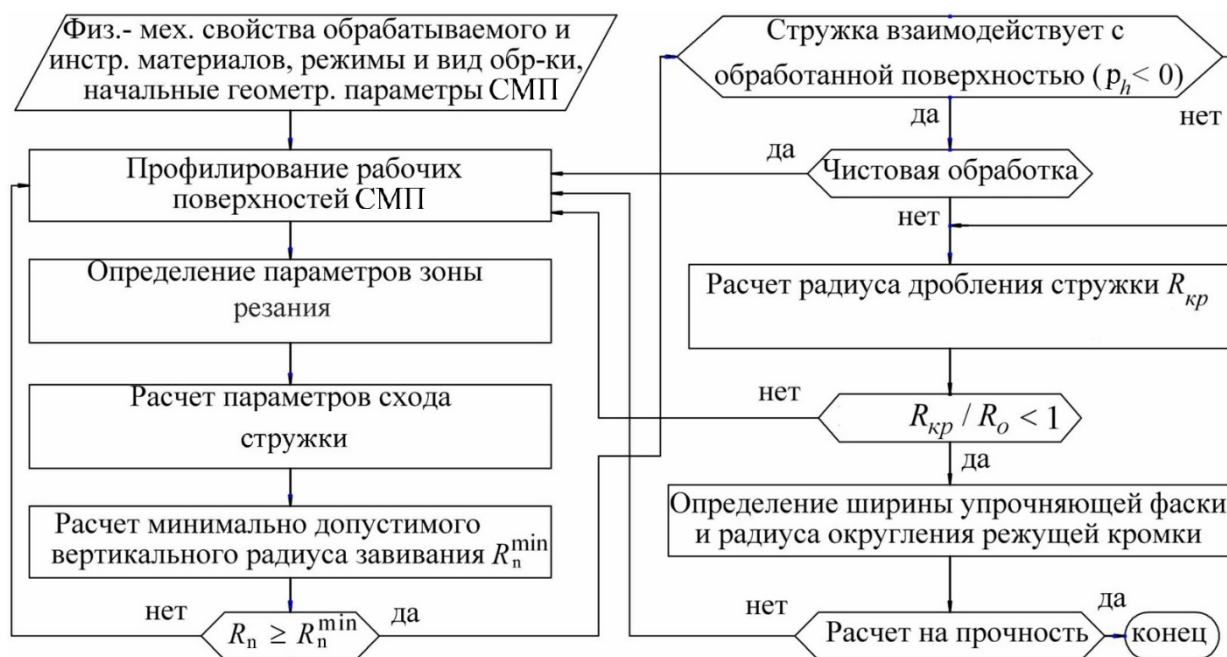 Физ.- мех. свойства обрабатываемого и
инстр. материалов, режимы и вид обр-ки,
начальные геометр. параметры СМП
Профилирование рабочих
поверхностей СМП
Определение параметров зоны
резания
Расчет параметров схода
стружки
Расчет минимально допустимого
вертикального радиуса завивания R_n^min
нет
R_n ≥ R_n^min
да
Стружка взаимодействует с
обработанной поверхностью ( p_h < 0)
да
нет
да
Чистовая обработка
нет
Расчет радиуса дробления стружки R_кр
нет
R_кр / R_о < 1
да
Определение ширины упрочняющей фаски
и радиуса округления режущей кромки
нет
Расчет на прочность
да
конец